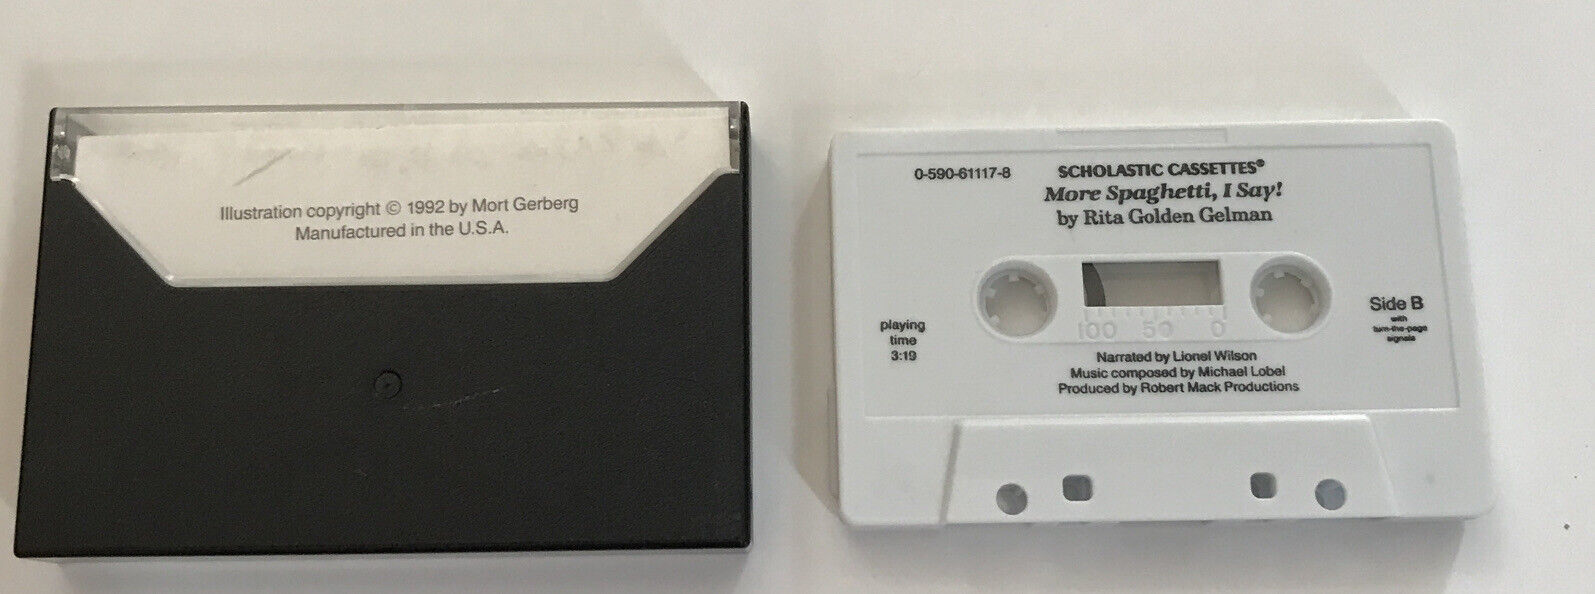 Illustration copyright © 1992 by Mort Gerberg
Manufactured in the U.S.A.
0-590-61117-8
SCHOLASTIC CASSETTES®
More Spaghetti, I Say!
by Rita Golden Gelman
playing
time
3:19
100 50 0
Side B
with
turn-the-page
signals
Narrated by Lionel Wilson
Music composed by Michael Lobel
Produced by Robert Mack Productions